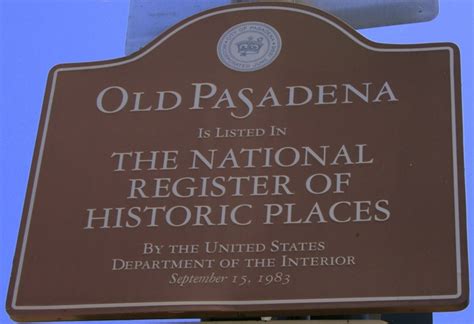 OLD PASADENA
IS LISTED IN
THE NATIONAL
REGISTER OF
HISTORIC PLACES
BY THE UNITED STATES
DEPARTMENT OF THE INTERIOR
September 15, 1983